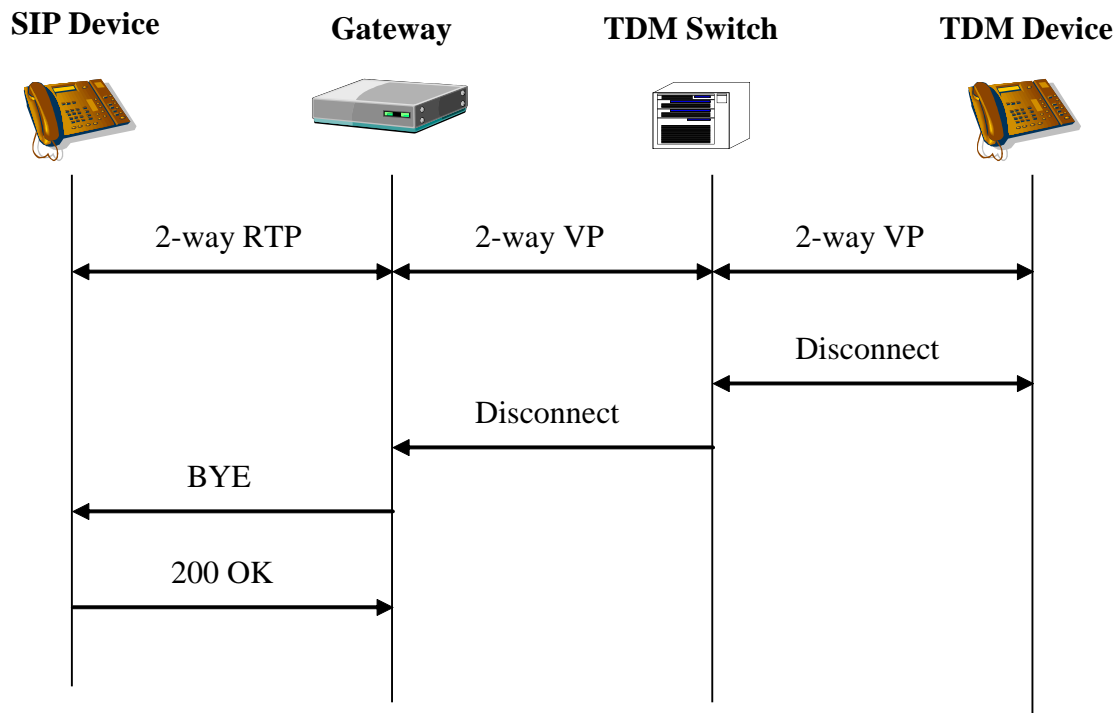 SIP Device
Gateway
TDM Switch
TDM Device
2-way RTP
2-way VP
2-way VP
Disconnect
Disconnect
BYE
200 OK